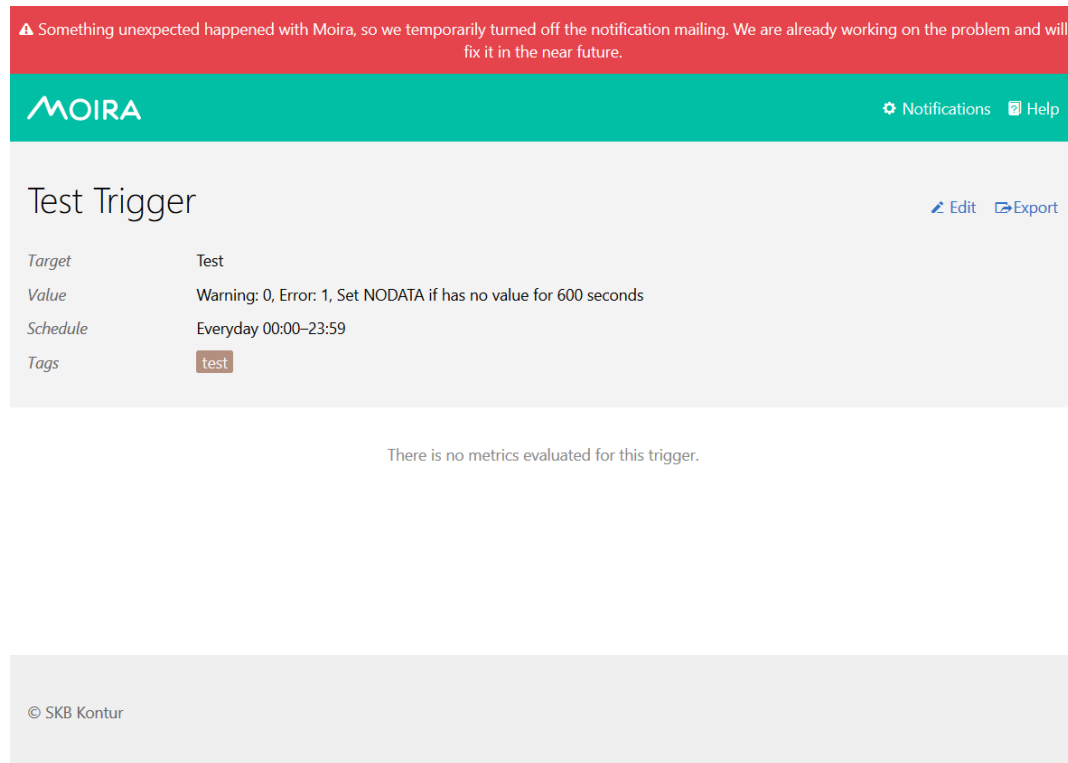 Something unexpected happened with Moira, so we temporarily turned off the notification mailing. We are already working on the problem and will
fix it in the near future.
MOIRA
Notifications Help
Test Trigger
Edit Export
Target Test
Value Warning: 0, Error: 1, Set NODATA if has no value for 600 seconds
Schedule Everyday 00:00–23:59
Tags test
There is no metrics evaluated for this trigger.
© SKB Kontur